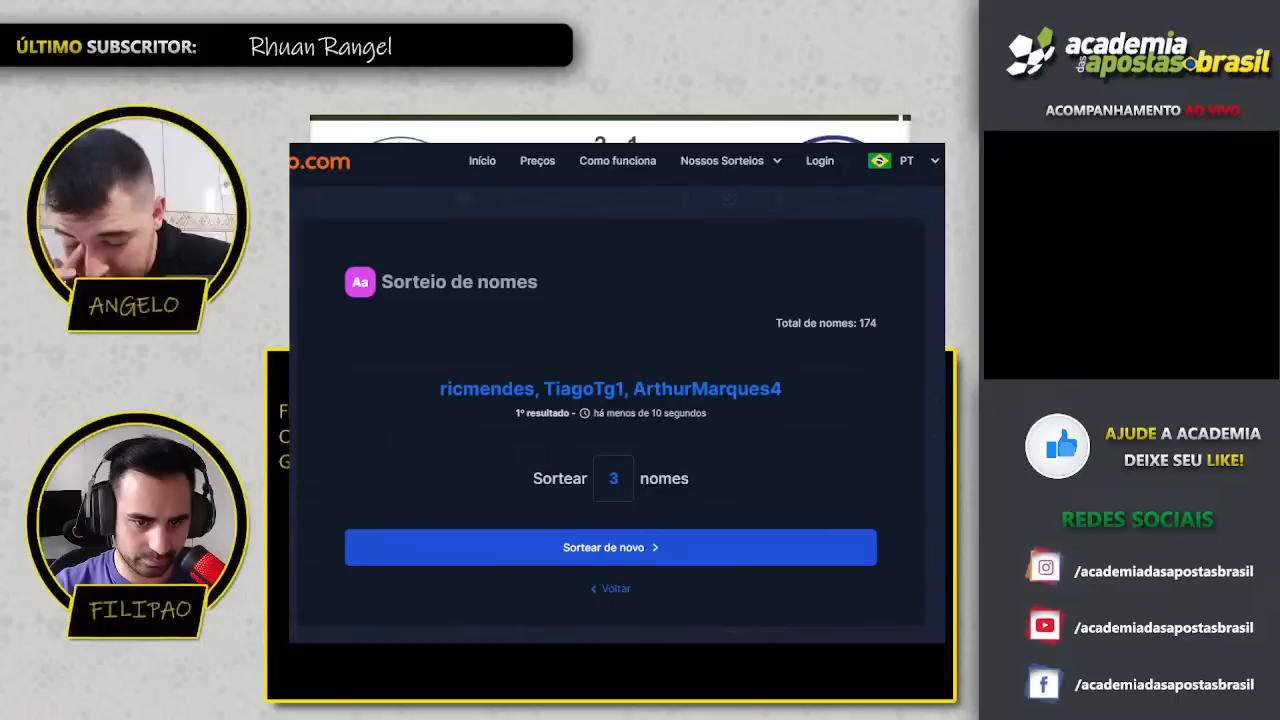 ÚLTIMO SUBSCRITOR: Rhuan Rangel
academia
das apostas brasil
ACOMPANHAMENTO AO VIVO
o.com
Início Preços Como funciona Nossos Sorteios Login PT
Aa Sorteio de nomes
Total de nomes: 174
ricmendes, TiagoTg1, ArthurMarques4
1º resultado - há menos de 10 segundos
Sortear 3 nomes
Sortear de novo
Voltar
ANGELO
FILIPAO
F
C
G
AJUDE A ACADEMIA
DEIXE SEU LIKE!
REDES SOCIAIS
/academiadasapostasbrasil
/academiadasapostasbrasil
/academiadasapostasbrasil